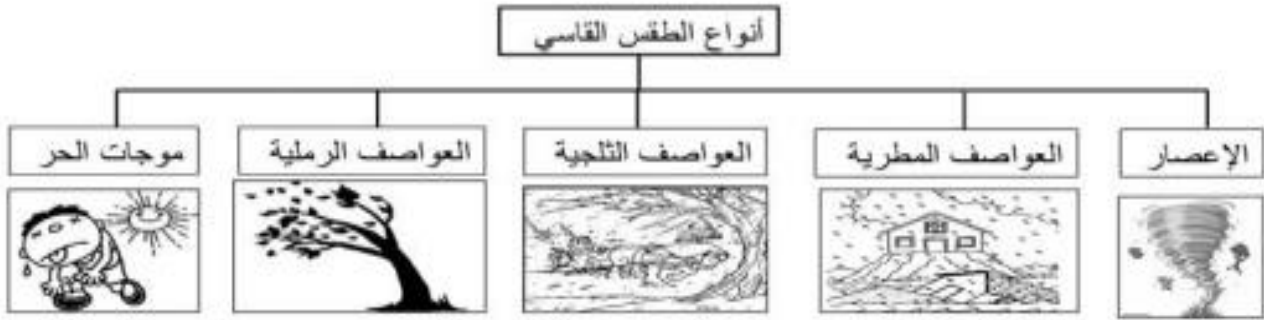 أنواع الطقس القاسي
الإعصار
العواصف المطرية
العواصف الثلجية
العواصف الرملية
موجات الحر